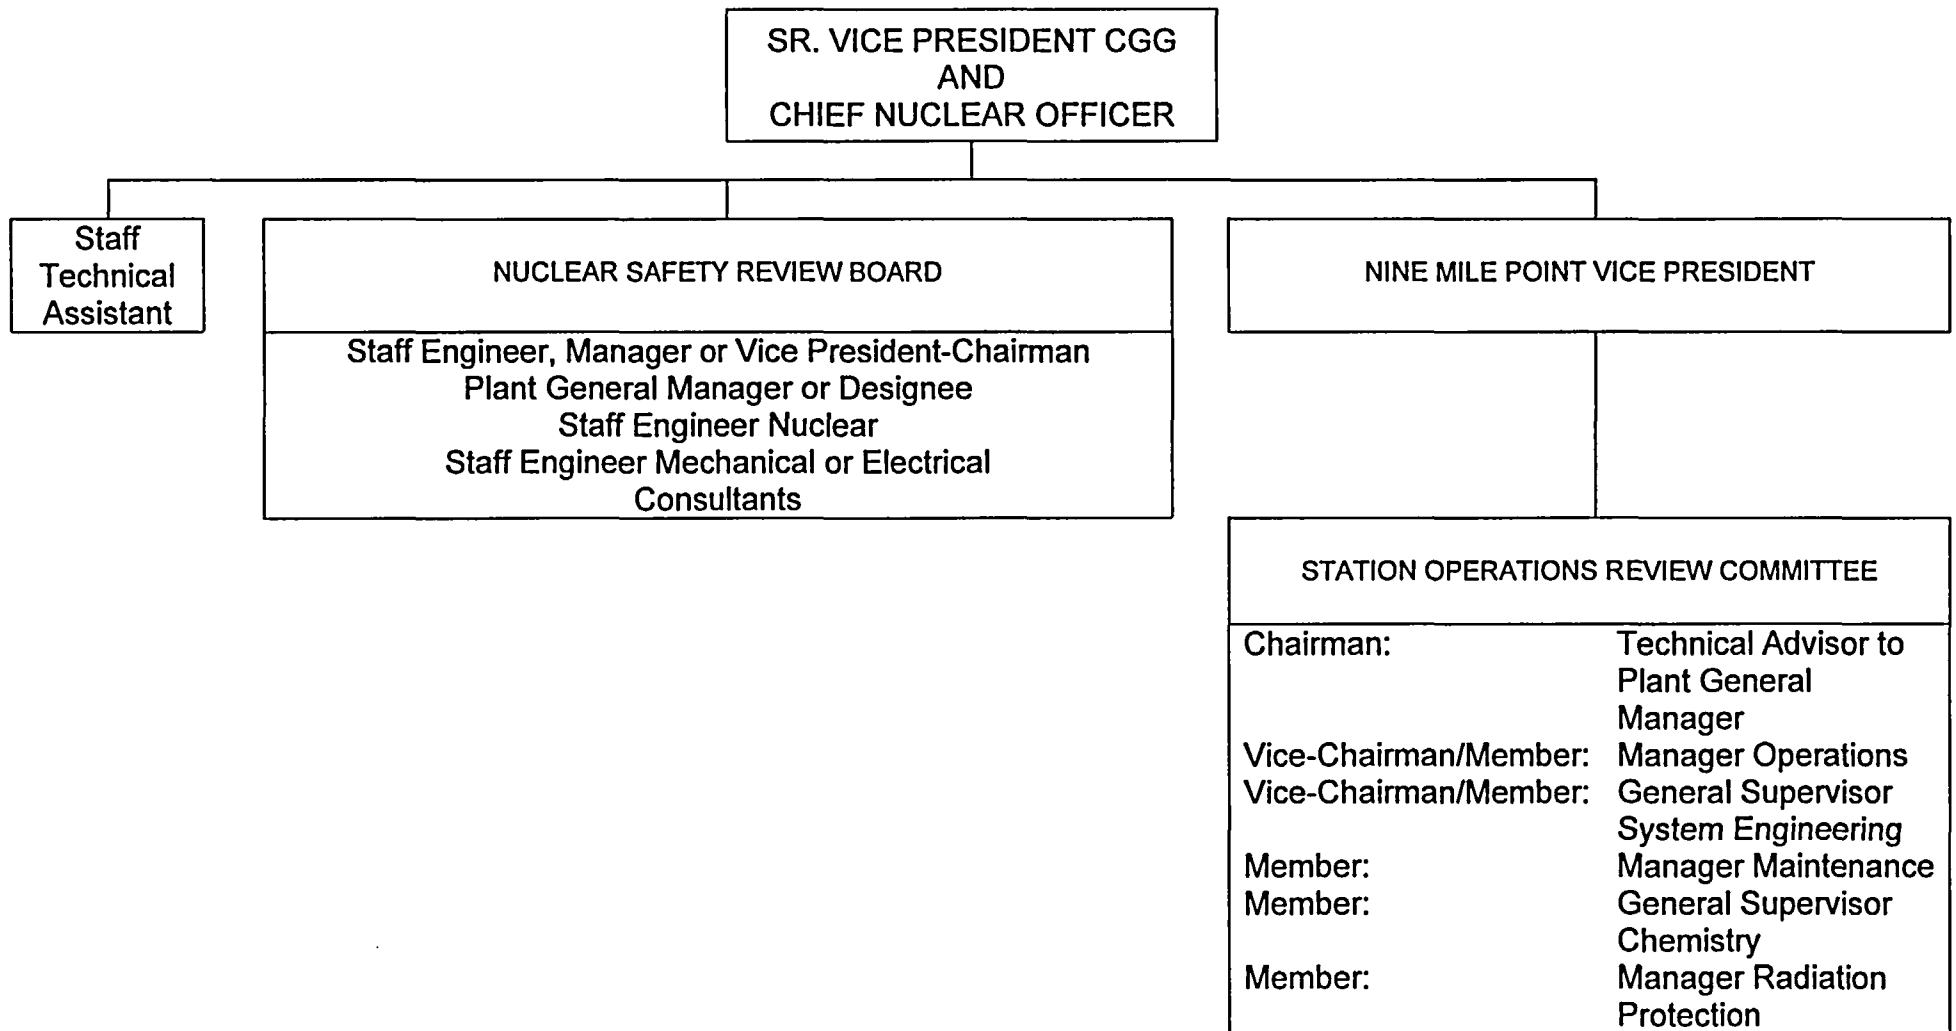 SR. VICE PRESIDENT CGG
AND
CHIEF NUCLEAR OFFICER
Staff
Technical
Assistant
NUCLEAR SAFETY REVIEW BOARD
Staff Engineer, Manager or Vice President-Chairman
Plant General Manager or Designee
Staff Engineer Nuclear
Staff Engineer Mechanical or Electrical
Consultants
NINE MILE POINT VICE PRESIDENT
STATION OPERATIONS REVIEW COMMITTEE
Chairman: Technical Advisor to
Plant General
Manager
Vice-Chairman/Member: Manager Operations
Vice-Chairman/Member: General Supervisor
System Engineering
Member: Manager Maintenance
Member: General Supervisor
Chemistry
Member: Manager Radiation
Protection